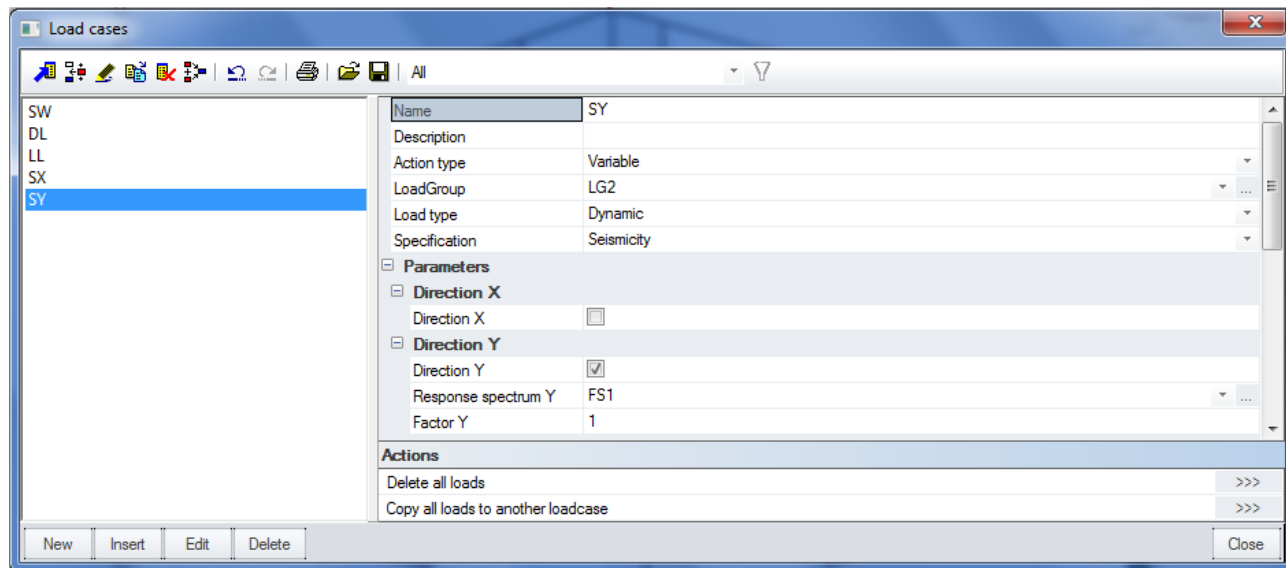 Load cases
All
SW
DL
LL
SX
SY
Name SY
Description
Action type Variable
LoadGroup LG2 ...
Load type Dynamic
Specification Seismicity
Parameters
Direction X
Direction X
Direction Y
Direction Y
Response spectrum Y FS1 ...
Factor Y 1
Actions
Delete all loads >>>
Copy all loads to another loadcase >>>
New Insert Edit Delete Close